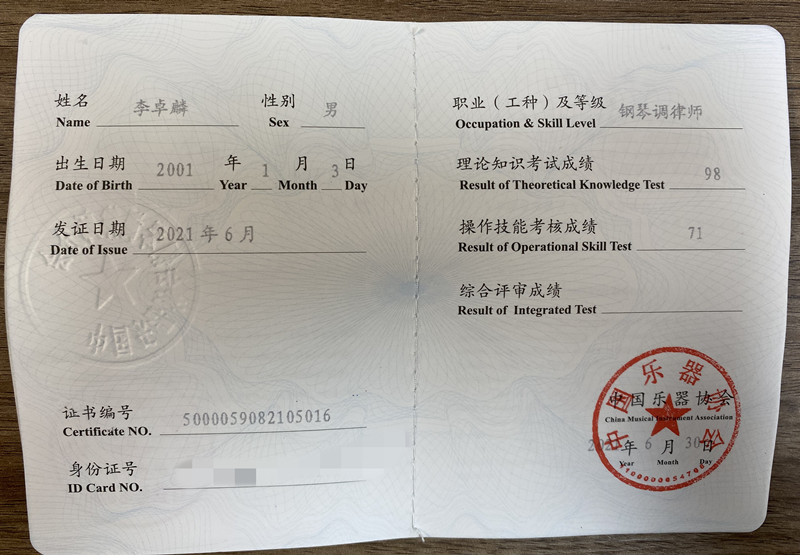 姓名 李卓麟 性别 男
Name Sex
出生日期 2001 年 1 月 3 日
Date of Birth Year Month Day
发证日期 2021 年 6 月
Date of Issue
证书编号 5000059082105016
Certificate NO.
身份证号
ID Card NO.
职业（工种）及等级 钢琴调律师
Occupation & Skill Level
理论知识考试成绩 98
Result of Theoretical Knowledge Test
操作技能考核成绩 71
Result of Operational Skill Test
综合评审成绩
Result of Integrated Test
中国乐器协会
中国乐器协会
China Musical Instrument Association
年 6 月 30 日
Year Month Day